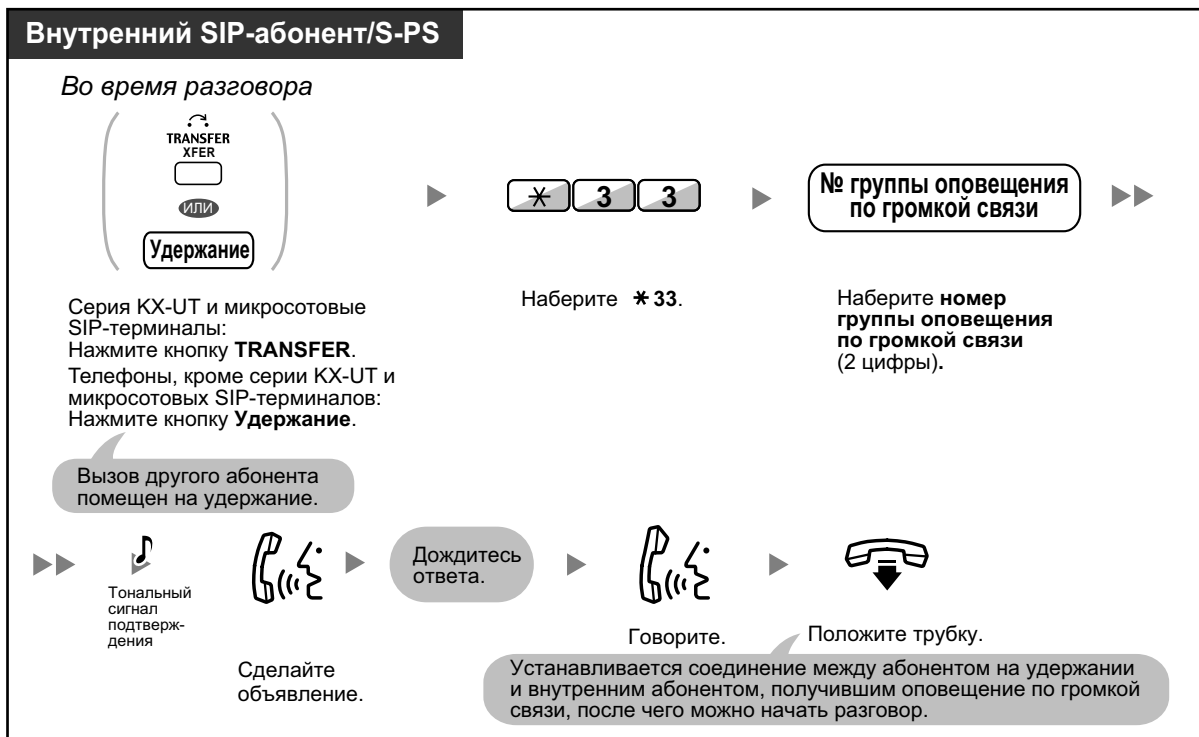 Внутренний SIP-абонент/S-PS
Во время разговора
TRANSFER
XFER
ИЛИ
Удержание
Серия KX-UT и микросотовые
SIP-терминалы:
Нажмите кнопку TRANSFER.
Телефоны, кроме серии KX-UT и
микросотовых SIP-терминалов:
Нажмите кнопку Удержание.
Вызов другого абонента
помещен на удержание.
* 3 3
Наберите *33.
№ группы оповещения
по громкой связи
Наберите номер
группы оповещения
по громкой связи
(2 цифры).
Тональный
сигнал
подтверж-
дения
Сделайте
объявление.
Дождитесь
ответа.
Говорите.
Положите трубку.
Устанавливается соединение между абонентом на удержании
и внутренним абонентом, получившим оповещение по громкой
связи, после чего можно начать разговор.